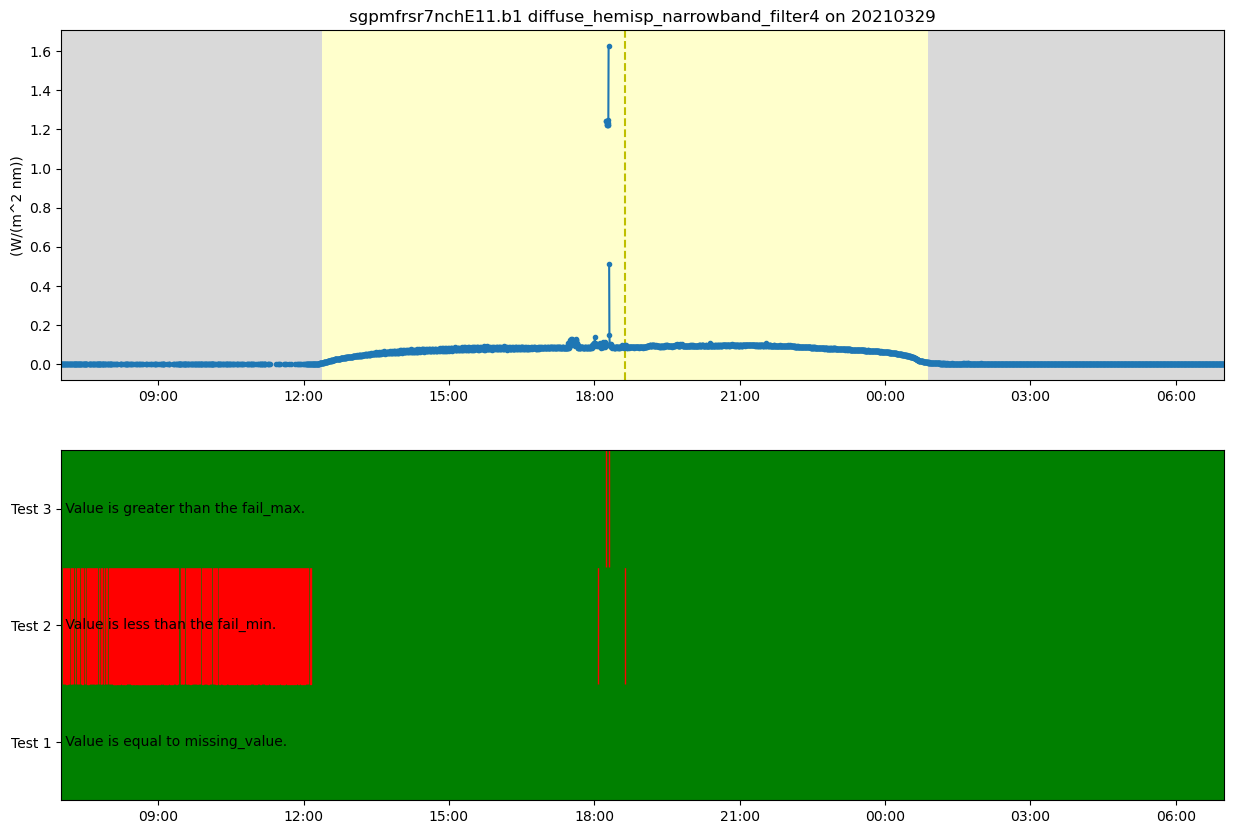 sgpmfrsr7nchE11.b1 diffuse_hemisp_narrowband_filter4 on 20210329
(W/(m^2 nm))
1.6
1.4
1.2
1.0
0.8
0.6
0.4
0.2
0.0
09:00 12:00 15:00 18:00 21:00 00:00 03:00 06:00
Test 3 Value is greater than the fail_max.
Test 2 Value is less than the fail_min.
Test 1 Value is equal to missing_value.
09:00 12:00 15:00 18:00 21:00 00:00 03:00 06:00